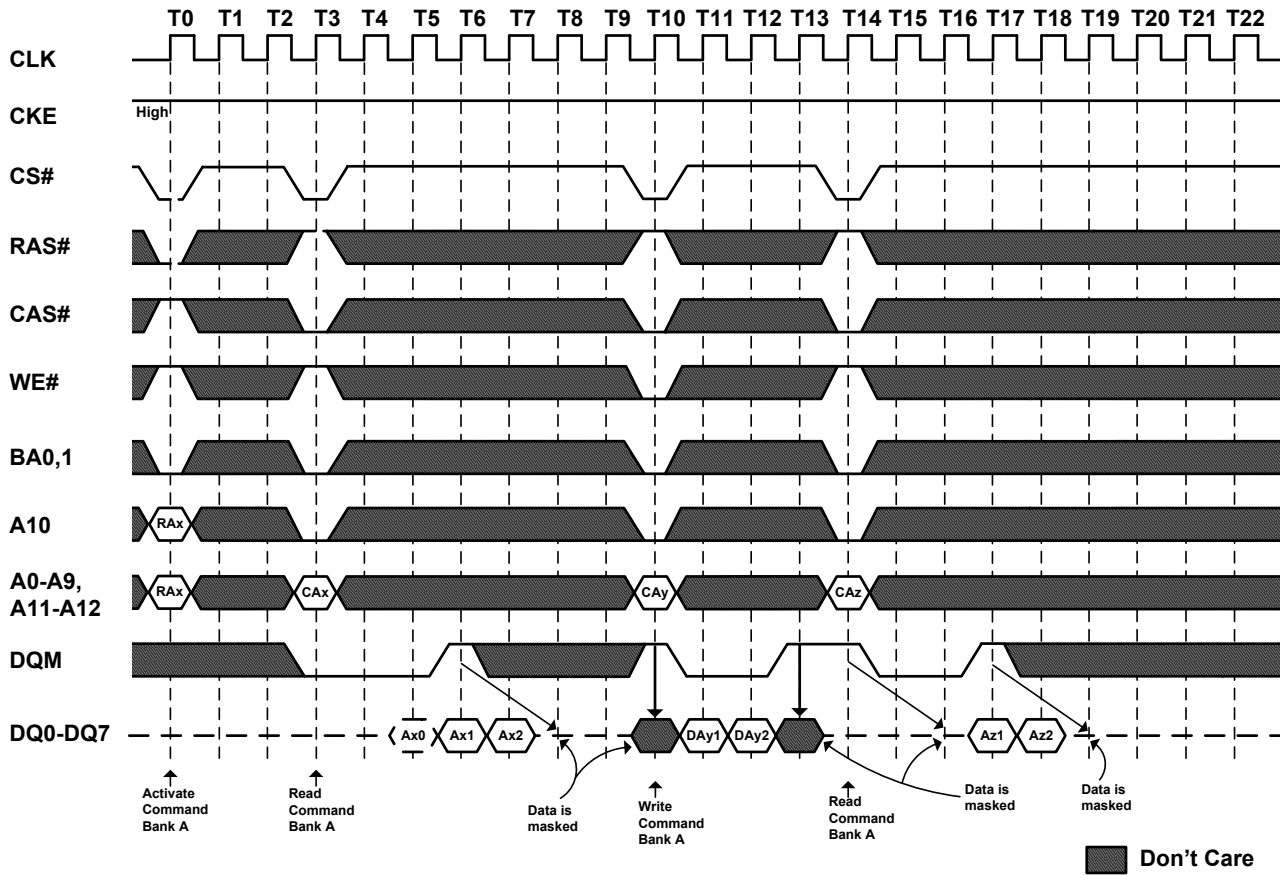 T0 T1 T2 T3 T4 T5 T6 T7 T8 T9 T10 T11 T12 T13 T14 T15 T16 T17 T18 T19 T20 T21 T22
CLK
CKE
High
CS#
RAS#
CAS#
WE#
BA0,1
A10
RAx
A0-A9,
A11-A12
RAx CAx CAy CAz
DQM
DQ0-DQ7
Ax0 Ax1 Ax2 DAy1 DAy2 Az1 Az2
Activate
Command
Bank A
Read
Command
Bank A
Data is
masked
Write
Command
Bank A
Read
Command
Bank A
Data is
masked
Data is
masked
Don't Care